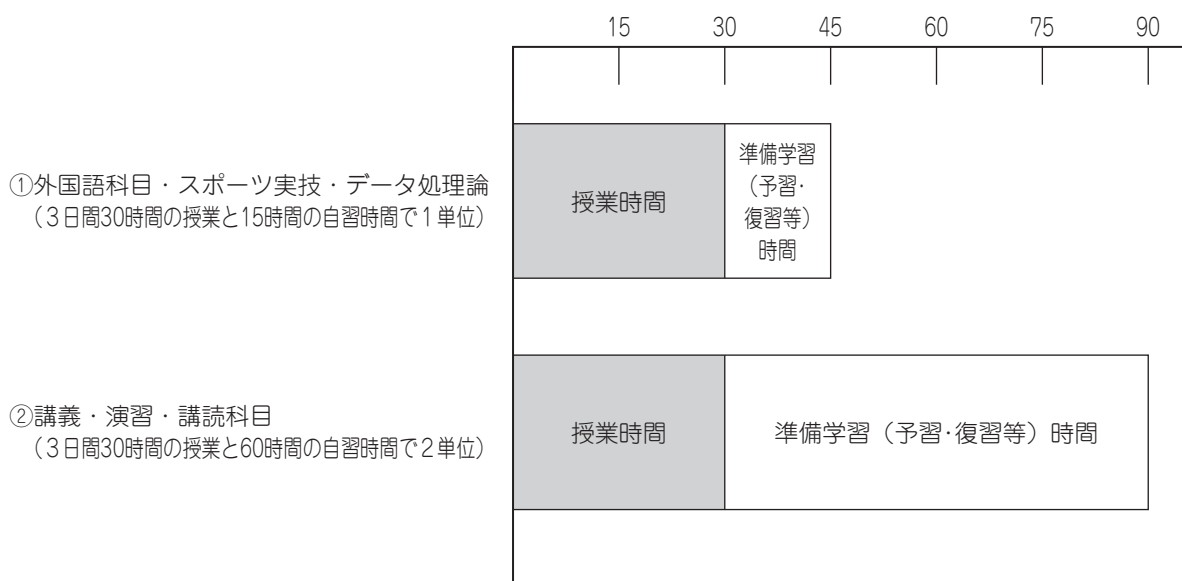 15 30 45 60 75 90
①外国語科目・スポーツ実技・データ処理論
(3日間30時間の授業と15時間の自習時間で1単位)
授業時間
準備学習
(予習・
復習等)
時間
②講義・演習・講読科目
(3日間30時間の授業と60時間の自習時間で2単位)
授業時間
準備学習(予習・復習等)時間